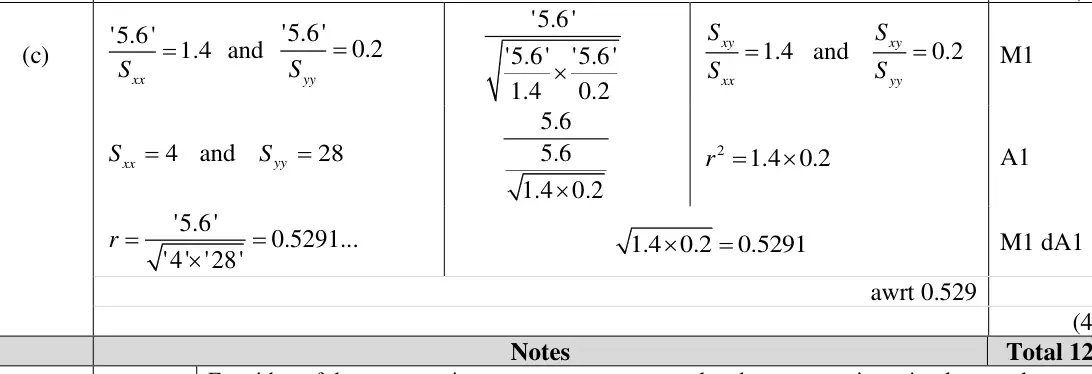 (c) '5.6' / S_xx = 1.4 and '5.6' / S_yy = 0.2 | '5.6' / √('5.6'/1.4 × '5.6'/0.2) | S_xy / S_xx = 1.4 and S_xy / S_yy = 0.2 | M1
S_xx = 4 and S_yy = 28 | 5.6 / (5.6 / √(1.4×0.2)) | r² = 1.4×0.2 | A1
r = '5.6' / √('4'×'28') = 0.5291... | √(1.4×0.2) = 0.5291 | M1 dA1
awrt 0.529
(4
Notes Total 12